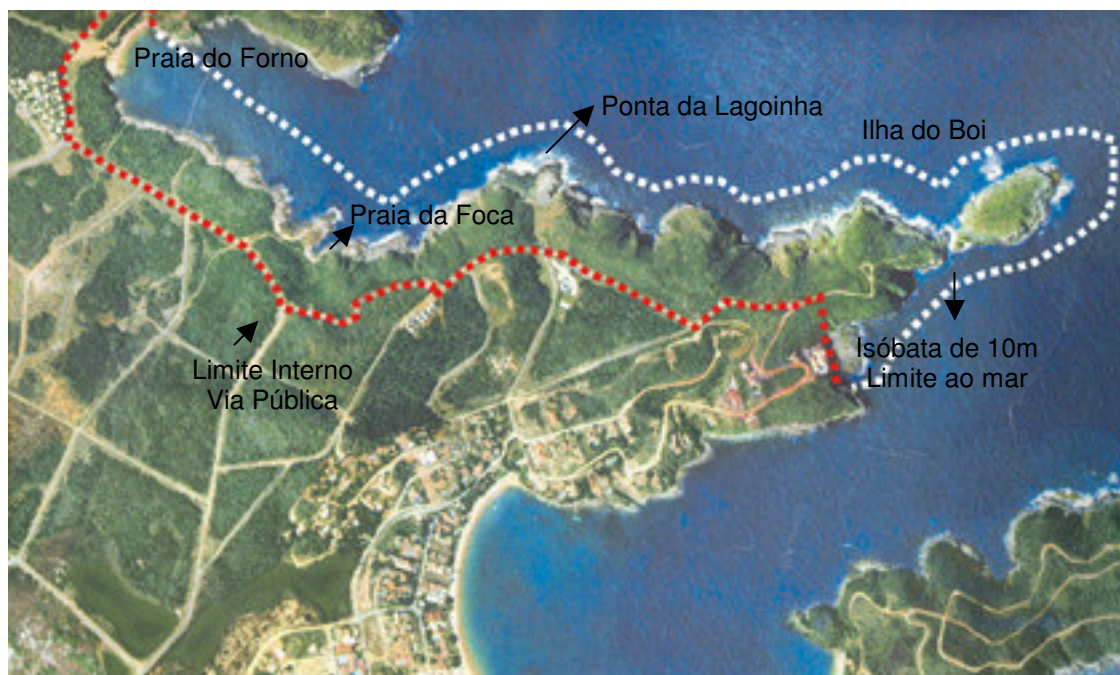 Praia do Forno
Ponta da Lagoinha
Ilha do Boi
Praia da Foca
Isóbata de 10m
Limite ao mar
Limite Interno
Via Pública